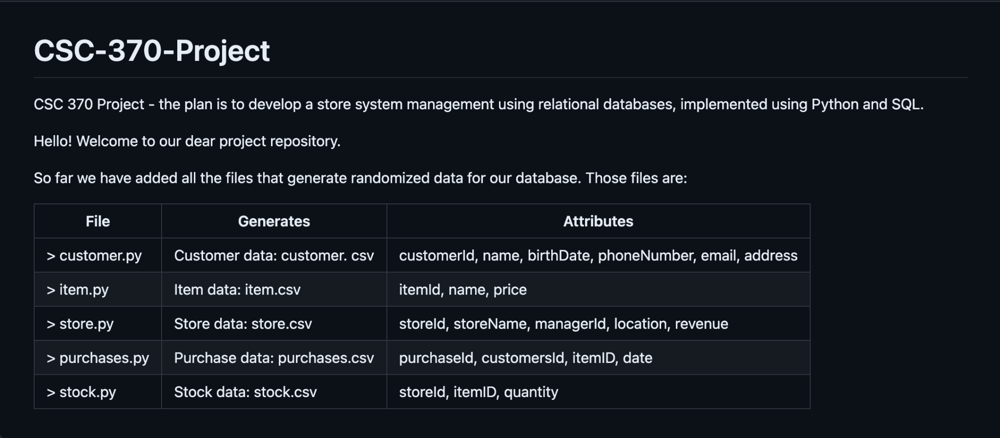 CSC-370-Project
CSC 370 Project - the plan is to develop a store system management using relational databases, implemented using Python and SQL.
Hello! Welcome to our dear project repository.
So far we have added all the files that generate randomized data for our database. Those files are:
File Generates Attributes
> customer.py Customer data: customer. csv customerId, name, birthDate, phoneNumber, email, address
> item.py Item data: item.csv itemId, name, price
> store.py Store data: store.csv storeId, storeName, managerId, location, revenue
> purchases.py Purchase data: purchases.csv purchaseId, customersId, itemID, date
> stock.py Stock data: stock.csv storeId, itemID, quantity